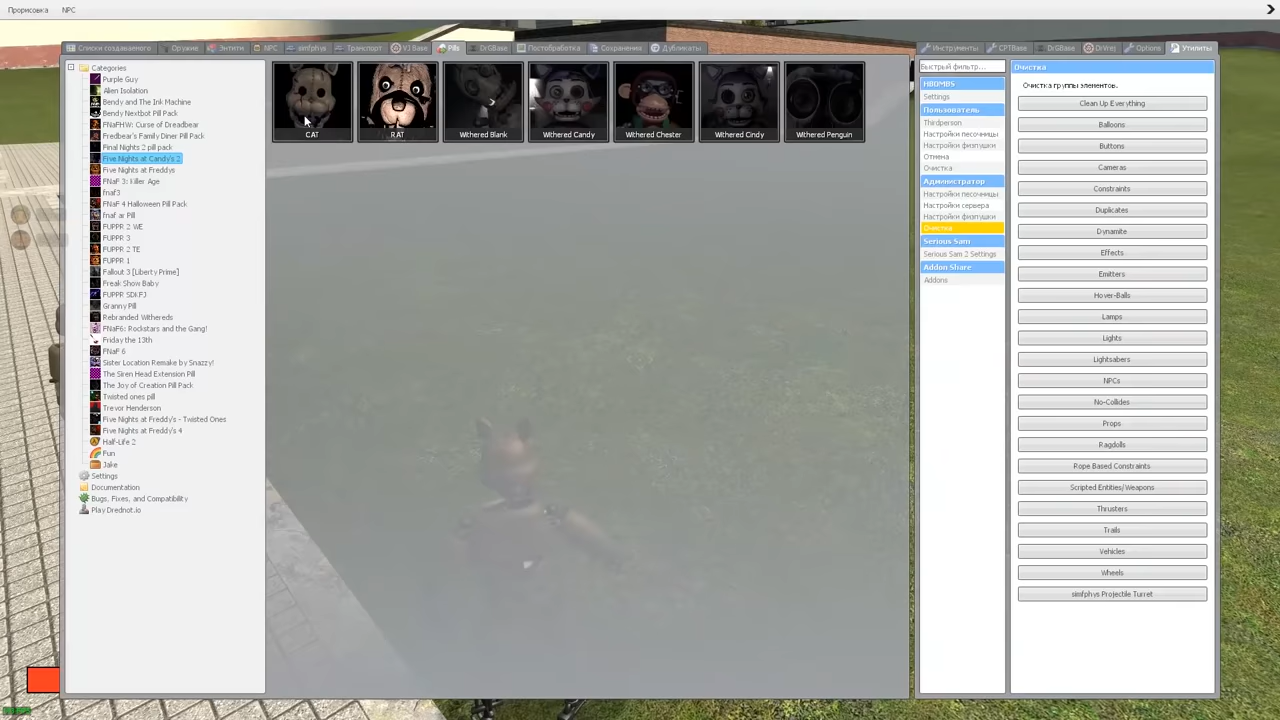 Прорисовка NPC
Списки создаваемого Оружие Энтити NPC simfphys Транспорт VJ Base Pills DrGBase Постобработка Сохранения Дубликаты
Инструменты CPTBase DrGBase DrVrej Options Утилиты
Categories
Purple Guy
Alien Isolation
Bendy and The Ink Machine
Bendy Nextbot Pill Pack
FNaFHW: Curse of Dreadbear
Fredbear's Family Diner Pill Pack
Final Nights 2 pill pack
Five Nights at Candy's 2
Five Nights at Freddys
FNaF 3: Killer Age
fnaf3
FNaF 4 Halloween Pill Pack
fnaf ar Pill
FUPPR 2 WE
FUPPR 3
FUPPR 2 TE
FUPPR 1
Fallout 3 [Liberty Prime]
Freak Show Baby
FUPPR SDKFJ
Granny Pill
Rebranded Withereds
FNaF6: Rockstars and the Gang!
Friday the 13th
FNaF 6
Sister Location Remake by Snazzy!
The Siren Head Extension Pill
The Joy of Creation Pill Pack
Twisted ones pill
Trevor Henderson
Five Nights at Freddy's - Twisted Ones
Five Nights at Freddy's 4
Half-Life 2
Fun
Jake
Settings
Documentation
Bugs, Fixes, and Compatibility
Play Drednot.io
CAT
RAT
Withered Blank
Withered Candy
Withered Chester
Withered Cindy
Withered Penguin
Быстрый фильтр...
HBOMBS
Settings
Пользователь
Thirdperson
Настройки песочницы
Настройки физпушки
Отмена
Очистка
Администратор
Настройки песочницы
Настройки сервера
Настройки физпушки
Очистка
Serious Sam
Serious Sam 2 Settings
Addon Share
Addons
Очистка
Очистка группы элементов.
Clean Up Everything
Balloons
Buttons
Cameras
Constraints
Duplicates
Dynamite
Effects
Emitters
Hover-Balls
Lamps
Lights
Lightsabers
NPCs
No-Collides
Props
Ragdolls
Rope Based Constraints
Scripted Entities/Weapons
Thrusters
Trails
Vehicles
Wheels
simfphys Projectile Turret